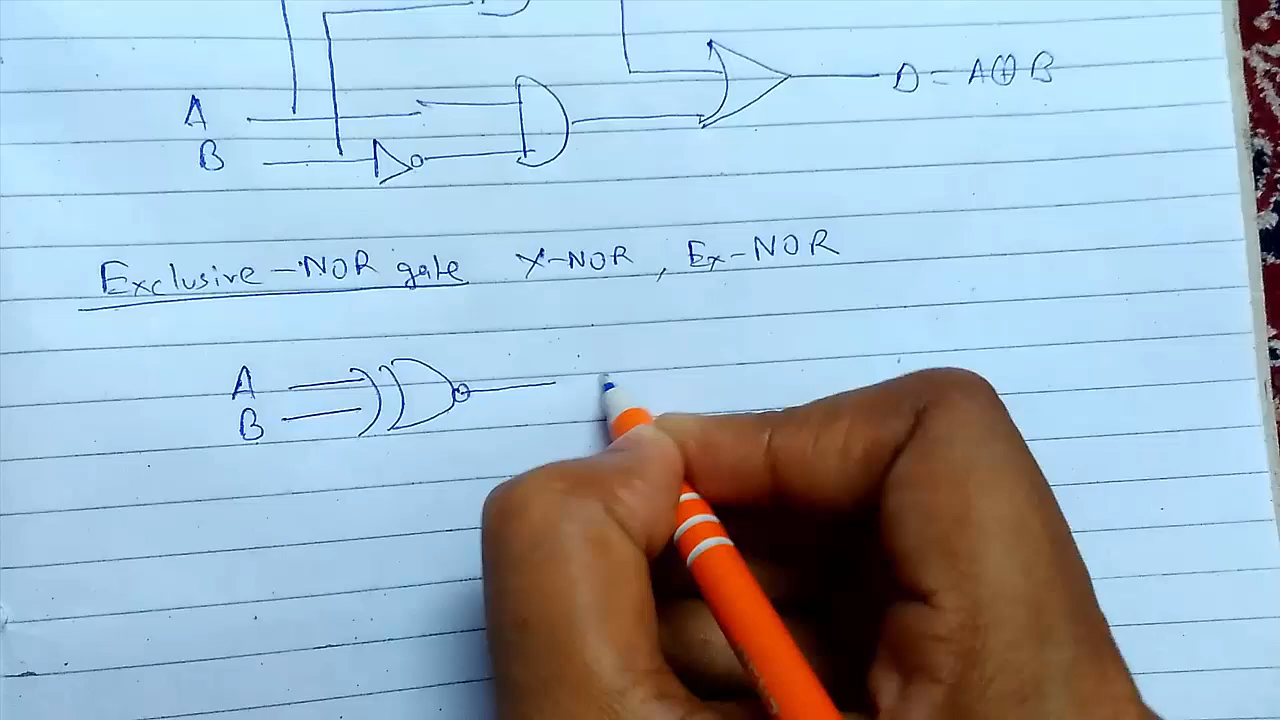 D = A⊕B
A
B
Exclusive-NOR gate X-NOR, Ex-NOR
A
B